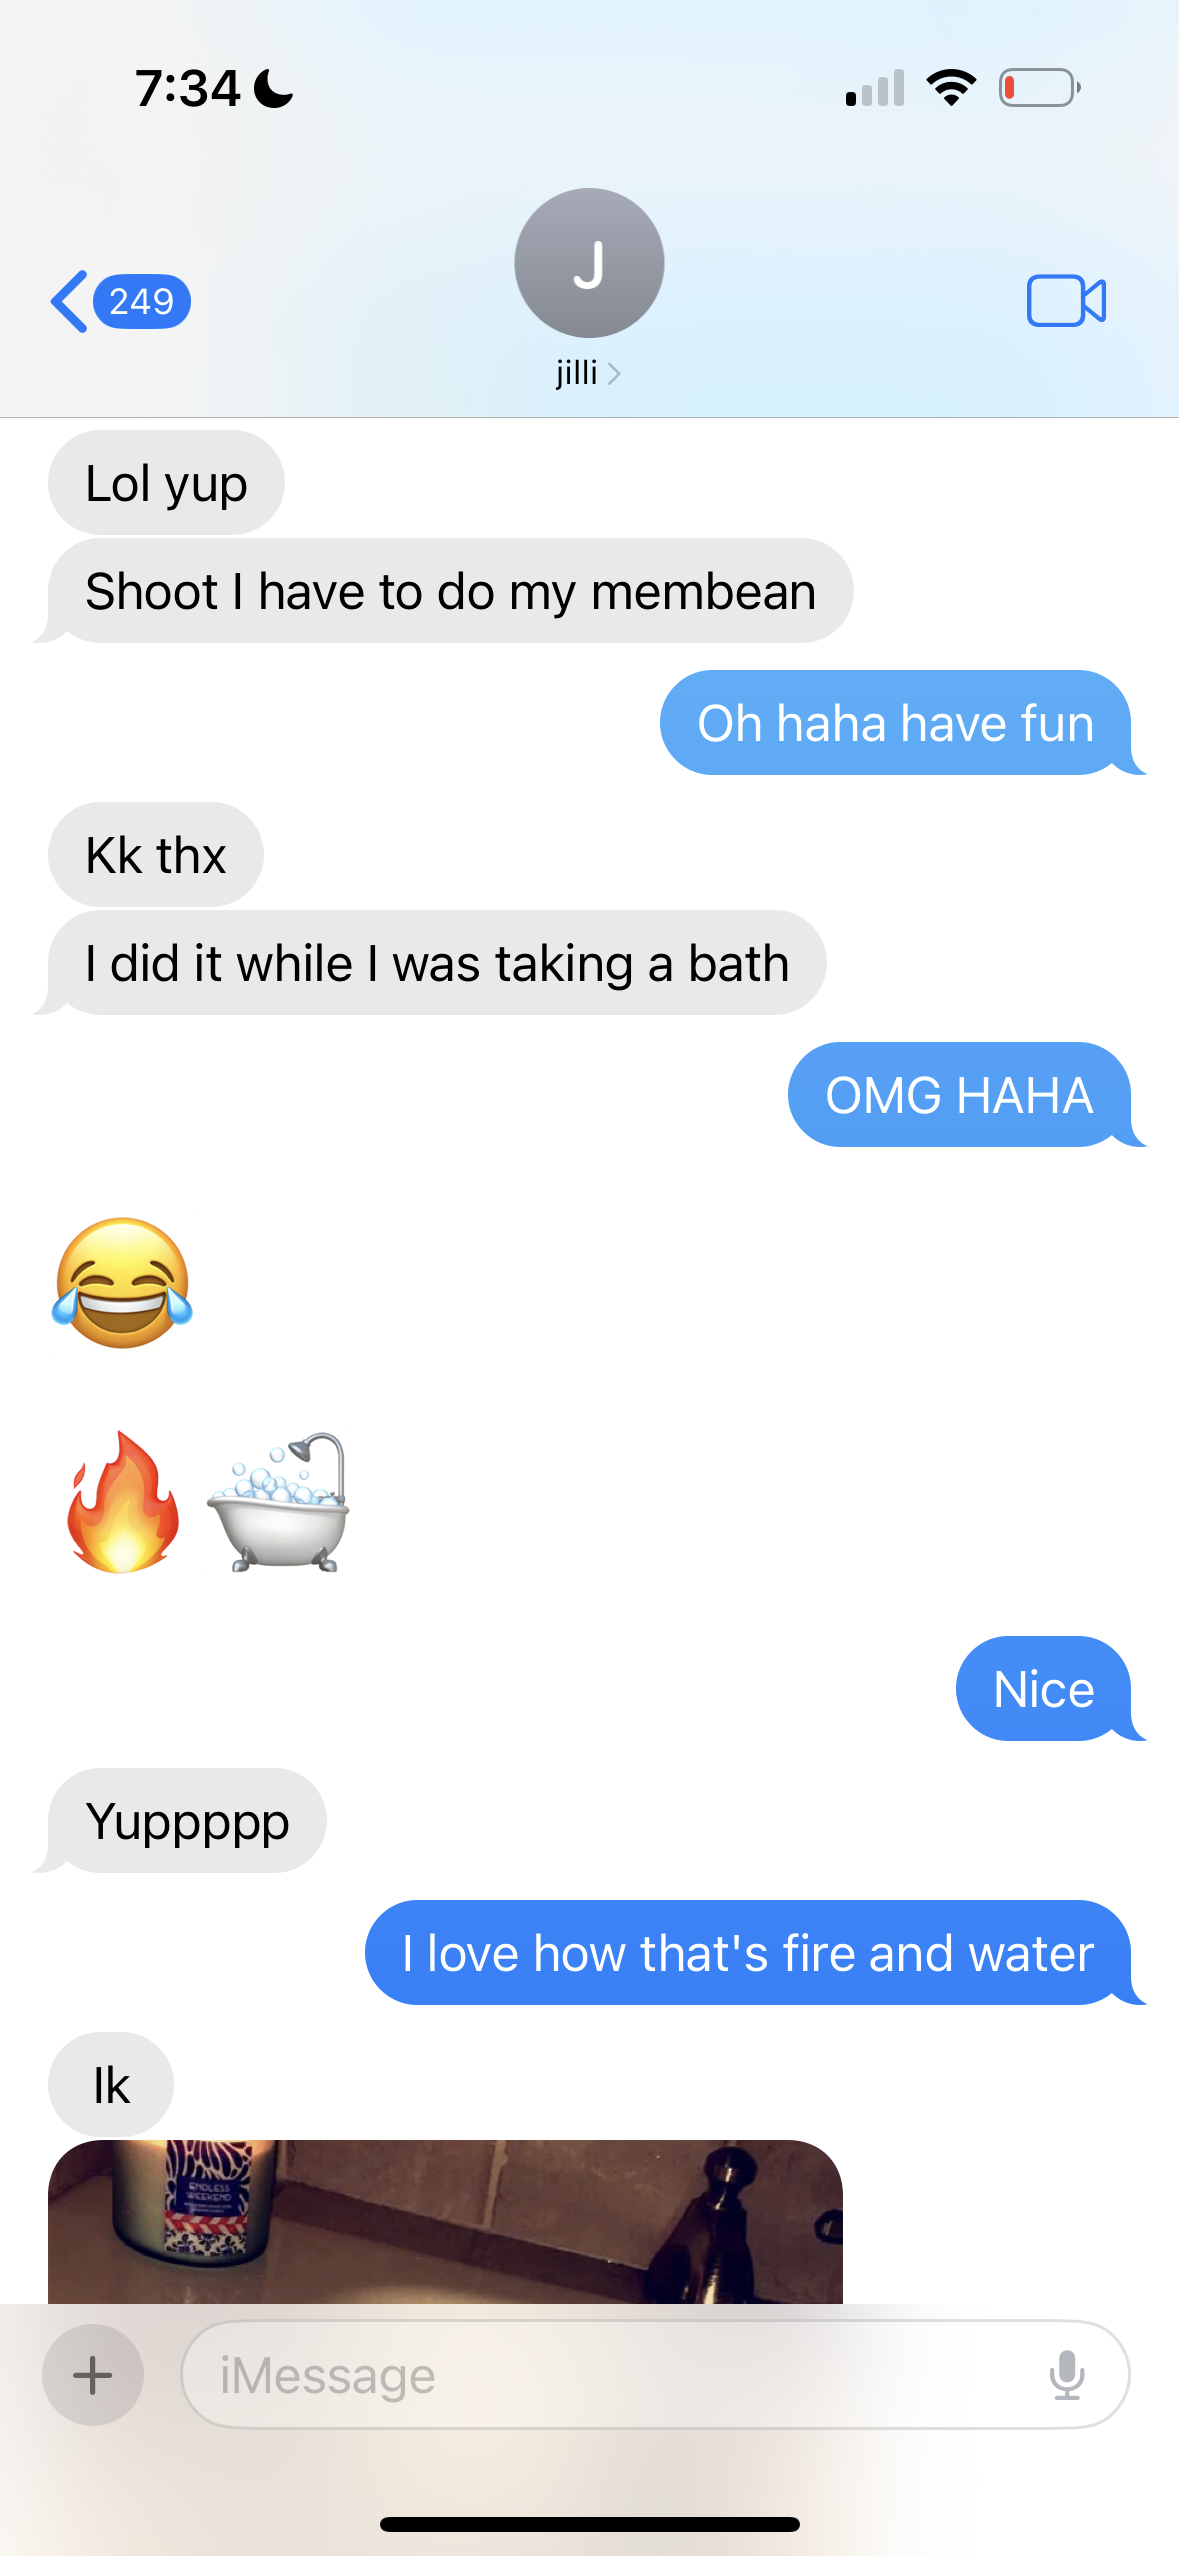 7:34
249
J
jilli
Lol yup
Shoot I have to do my membean
Oh haha have fun
Kk thx
I did it while I was taking a bath
OMG HAHA
😂
🔥🛁
Nice
Yuppppp
I love how that's fire and water
Ik
ENDLESS
WEEKEND
iMessage